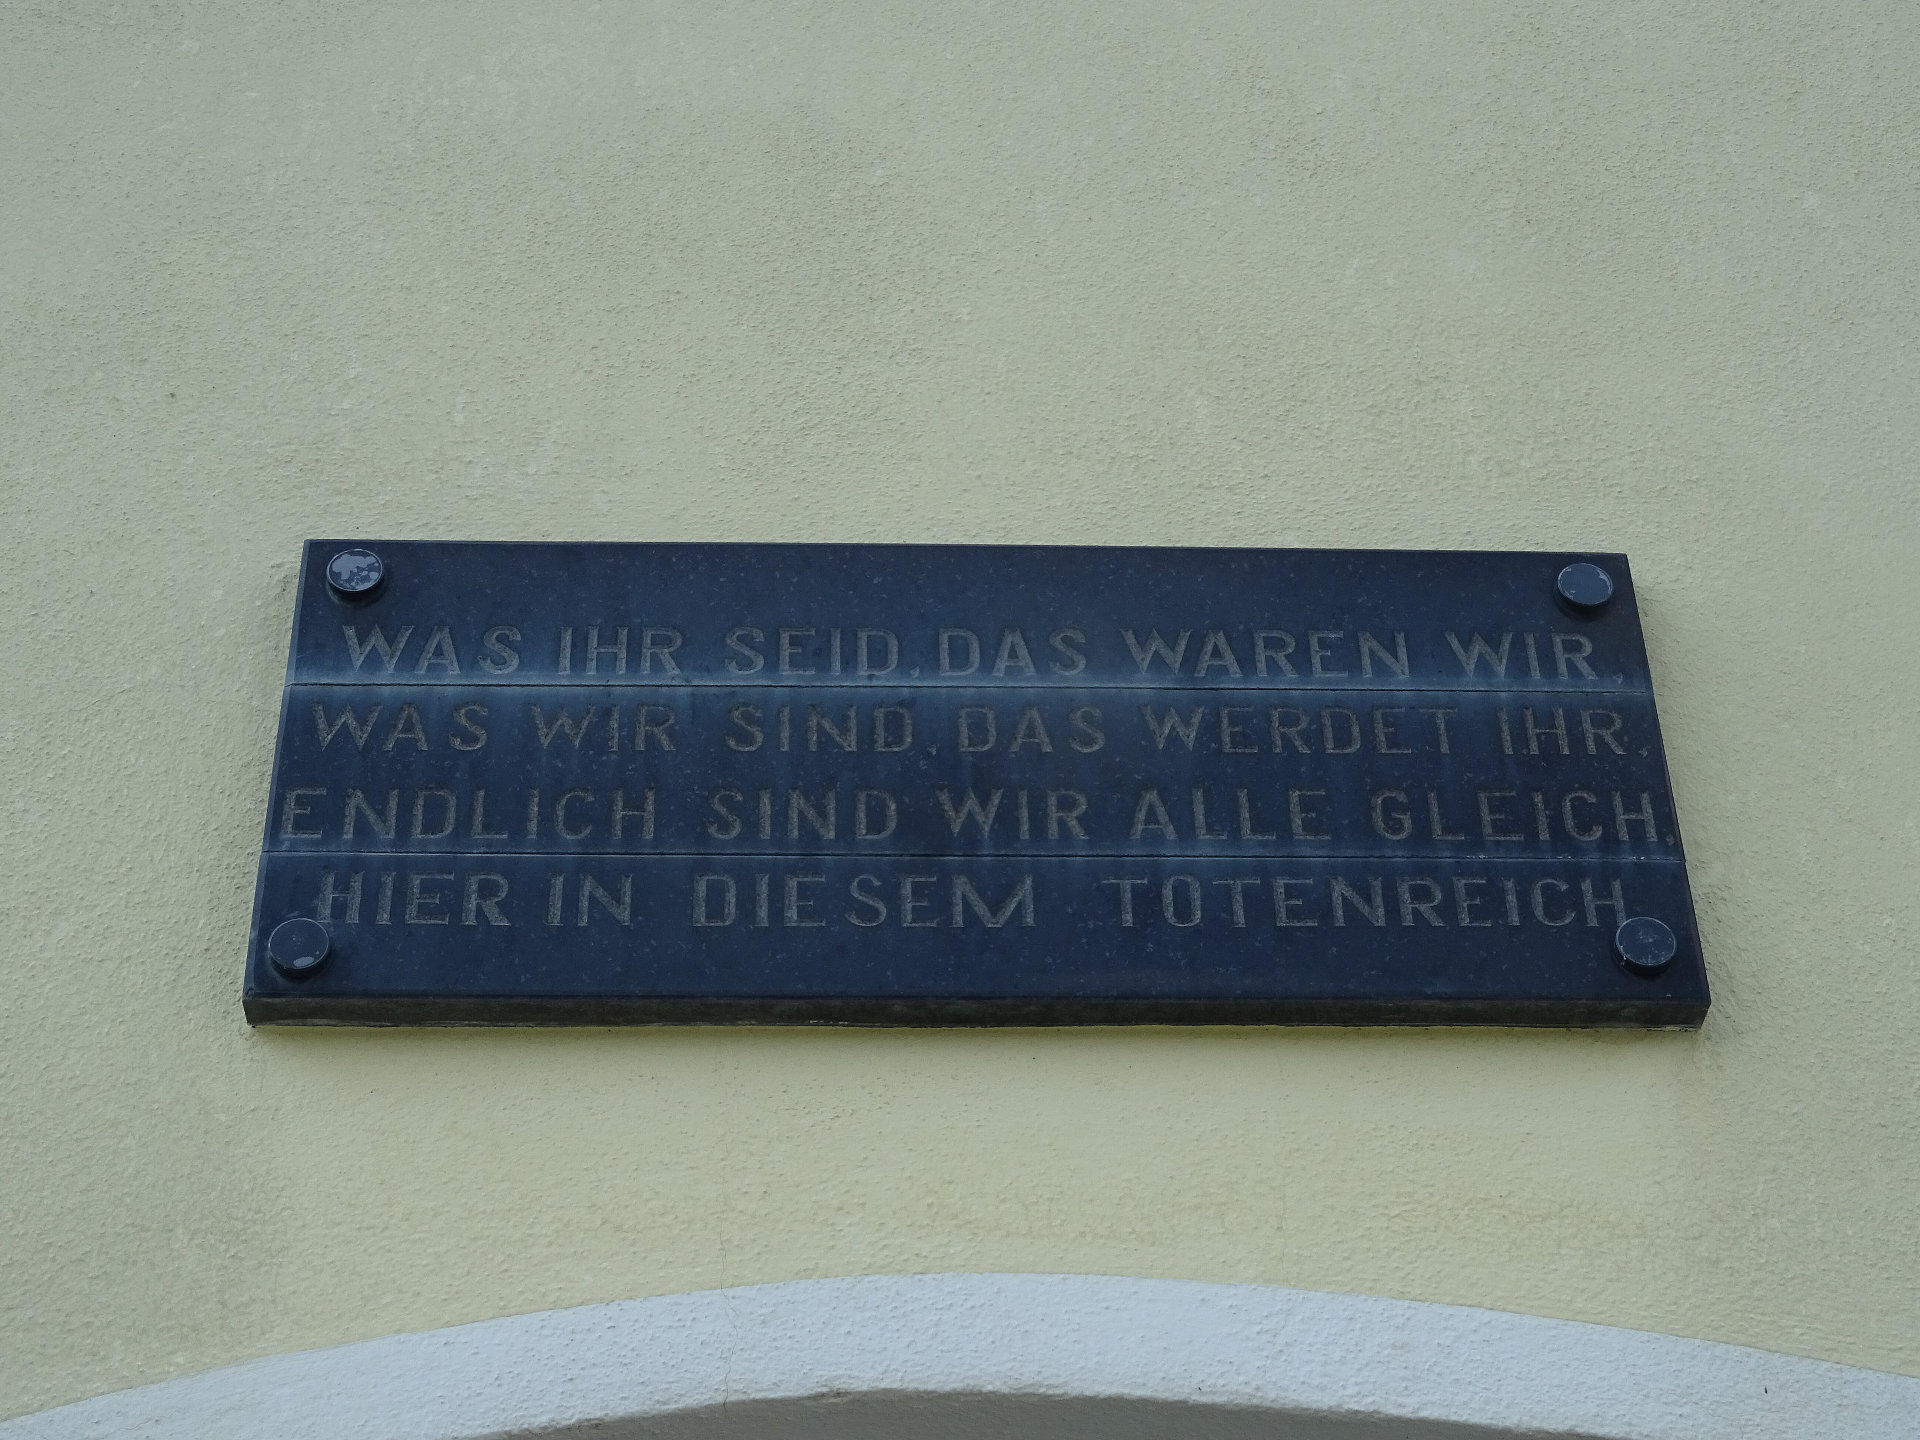 WAS IHR SEID, DAS WAREN WIR,
WAS WIR SIND, DAS WERDET IHR,
ENDLICH SIND WIR ALLE GLEICH,
HIER IN DIESEM TOTENREICH